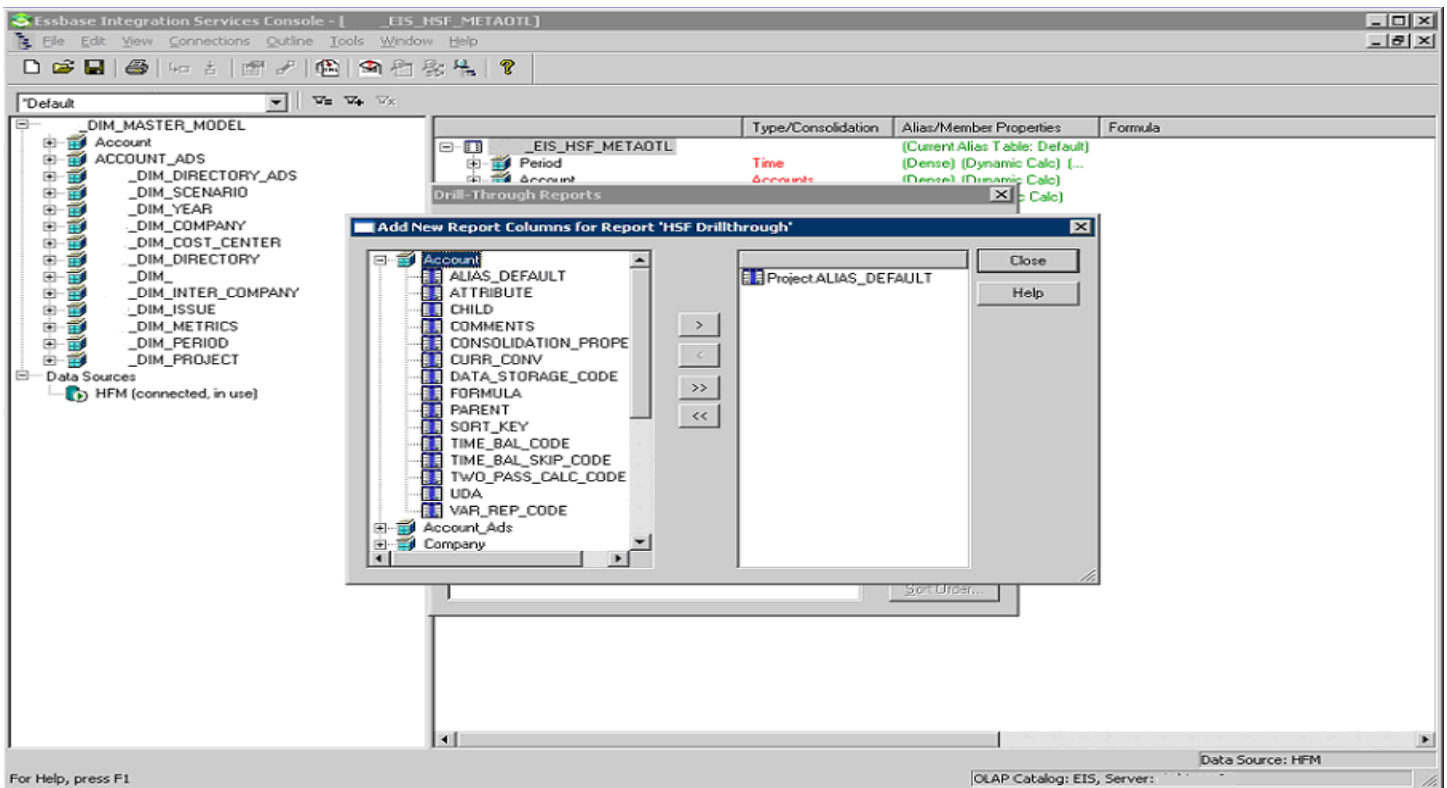 Essbase Integration Services Console - [ _EIS_HSF_METAOTL]
File Edit View Connections Outline Tools Window Help
"Default
_DIM_MASTER_MODEL
Account
ACCOUNT_ADS
_DIM_DIRECTORY_ADS
_DIM_SCENARIO
_DIM_YEAR
_DIM_COMPANY
_DIM_COST_CENTER
_DIM_DIRECTORY
_DIM_
_DIM_INTER_COMPANY
_DIM_ISSUE
_DIM_METRICS
_DIM_PERIOD
_DIM_PROJECT
Data Sources
HFM (connected, in use)
Type/Consolidation Alias/Member Properties Formula
_EIS_HSF_METAOTL (Current Alias Table: Default)
Period Time (Dense) (Dynamic Calc) (...
Account Accounts (Dense) (Dynamic Calc)
Drill-Through Reports Calc)
Add New Report Columns for Report 'HSF Drillthrough'
Account
ALIAS_DEFAULT
ATTRIBUTE
CHILD
COMMENTS
CONSOLIDATION_PROPE
CURR_CONV
DATA_STORAGE_CODE
FORMULA
PARENT
SORT_KEY
TIME_BAL_CODE
TIME_BAL_SKIP_CODE
TWO_PASS_CALC_CODE
UDA
VAR_REP_CODE
Account_Ads
Company
>
<
>>
<<
Project.ALIAS_DEFAULT
Close
Help
Sort Order...
Data Source: HFM
For Help, press F1 OLAP Catalog: EIS, Server: